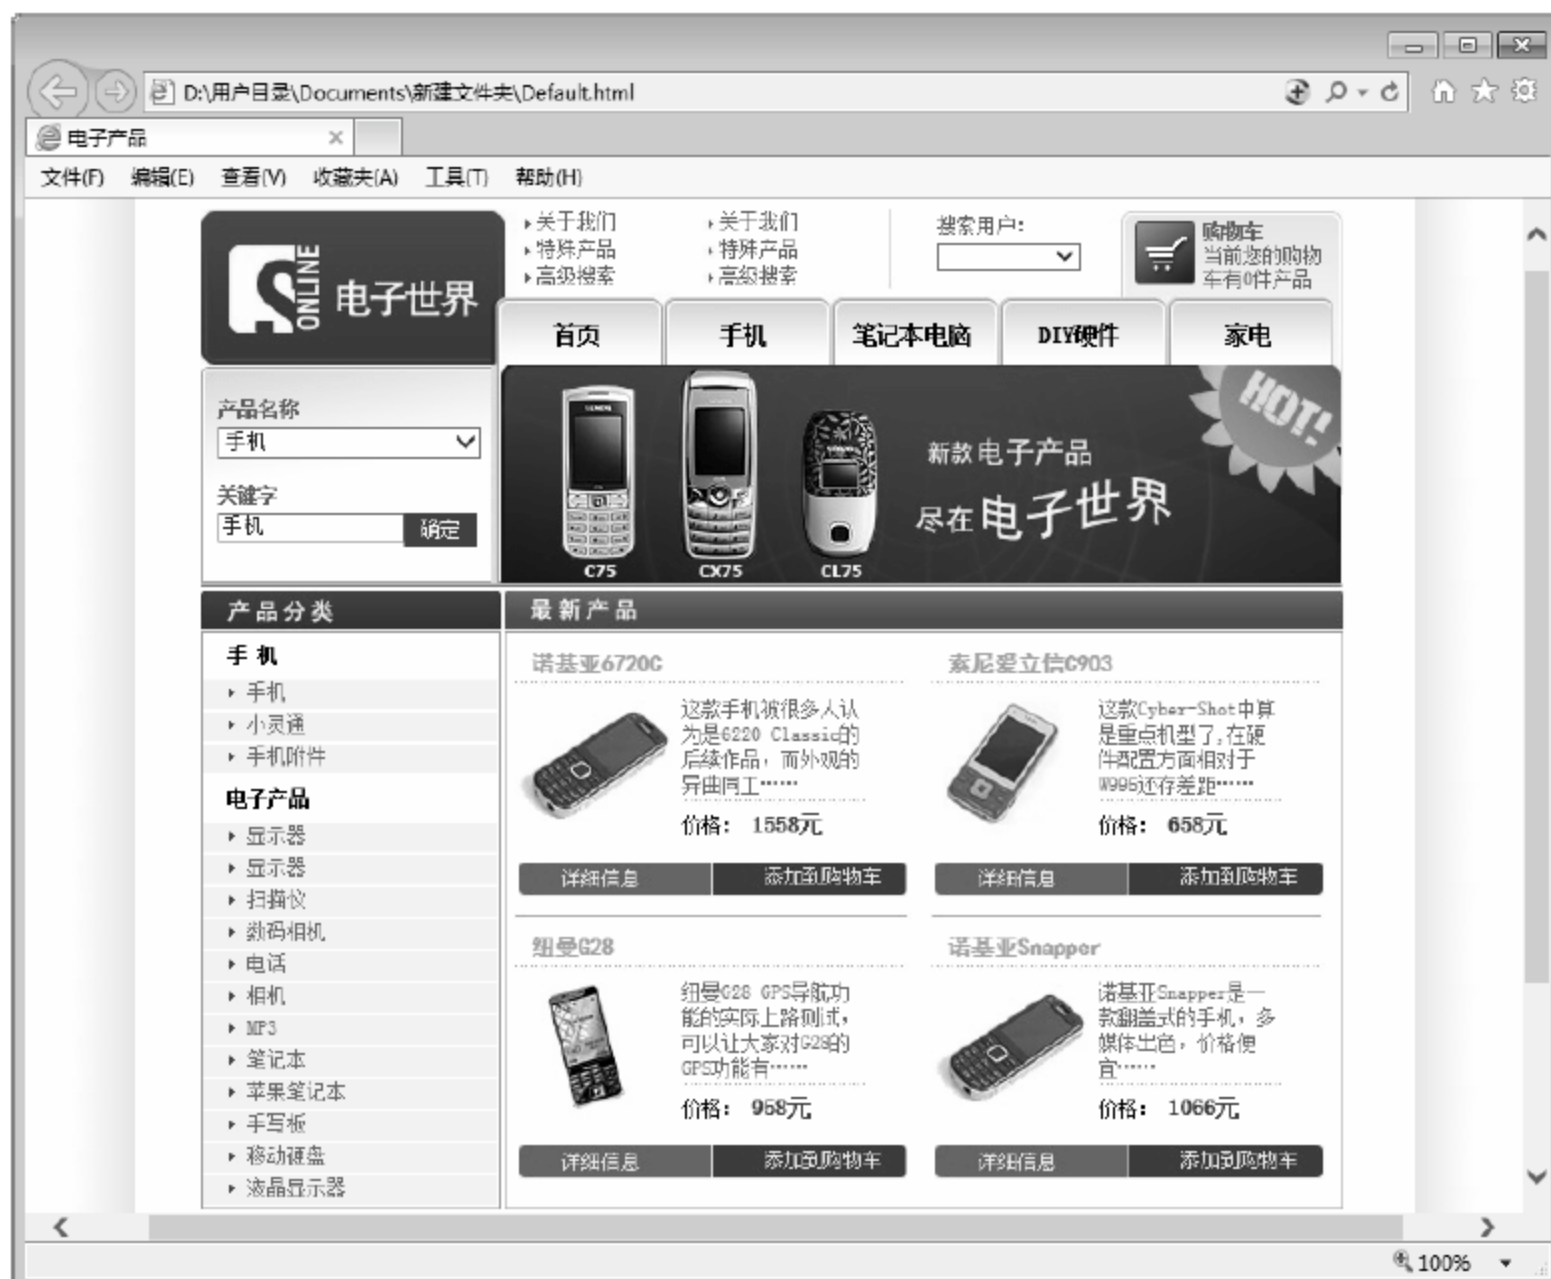 D:\用户目录\Documents\新建文件夹\Default.html
电子产品
文件(F) 编辑(E) 查看(V) 收藏夹(A) 工具(T) 帮助(H)
ONLINE
电子世界
关于我们
特殊产品
高级搜索
关于我们
特殊产品
高级搜索
搜索用户:
购物车
当前您的购物
车有0件产品
首页 手机 笔记本电脑 DIY硬件 家电
产品名称
手机
关键字
手机 确定
SIEMENS
C75 CX75 CL75
新款电子产品
尽在电子世界
HOT!
产品分类
手 机
手机
小灵通
手机附件
电子产品
显示器
显示器
扫描仪
数码相机
电话
相机
MP3
笔记本
苹果笔记本
手写板
移动硬盘
液晶显示器
最新产品
诺基亚6720C
这款手机被很多人认
为是6220 Classic的
后续作品，而外观的
异曲同工······
价格： 1558元
详细信息 添加到购物车
索尼爱立信C903
这款Cyber-Shot中算
是重点机型了,在硬
件配置方面相对于
W995还存差距······
价格： 658元
详细信息 添加到购物车
纽曼G28
纽曼G28 GPS导航功
能的实际上路测试，
可以让大家对G28的
GPS功能有······
价格： 958元
详细信息 添加到购物车
诺基亚Snapper
诺基亚Snapper是一
款翻盖式的手机，多
媒体出色，价格便
宜······
价格： 1066元
详细信息 添加到购物车
100%